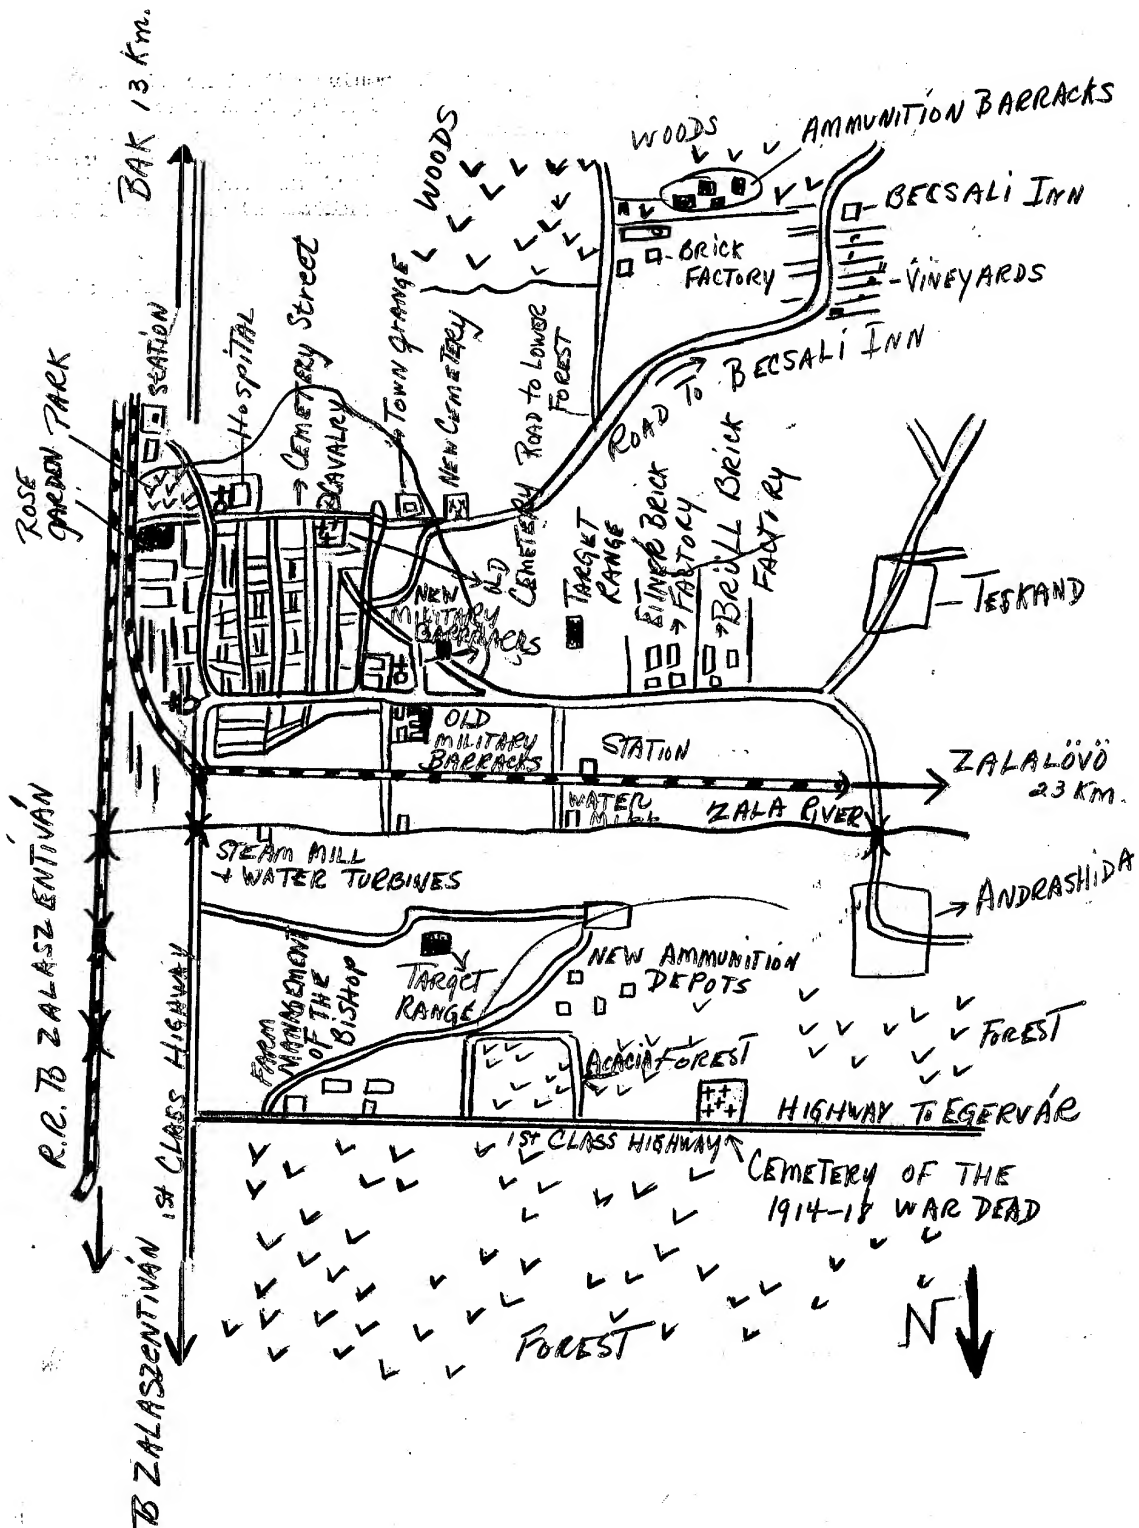 BAK 13 Km.
WOODS
WOODS
AMMUNITION BARRACKS
BECSALI INN
BRICK
FACTORY
VINEYARDS
STATION
Hospital
→ CEMETERY Street
CAVALRY
TOWN GRANGE
NEW CEMETERY
ROAD TO LOWER
FOREST
ROAD TO BECSALI INN
PARK
ROSE
GARDEN
OLD
CEMETERY
NEW
MILITARY
BARRACKS
TARGET
RANGE
BRICK
FACTORY
BRÜLL BRICK
FACTORY
TESKAND
OLD
MILITARY
BARRACKS
STATION
ZALALÖVÖ
23 KM.
WATER
MILL
ZALA RIVER
STEAM MILL
+ WATER TURBINES
ANDRASHIDA
R.R. TO ZALASZENTIVÁN
1st CLASS HIGHWAY
FARM
MANAGEMENT
OF THE
BISHOP
TARGET
RANGE
NEW AMMUNITION
DEPOTS
ACACIA FOREST
FOREST
HIGHWAY TO EGERVÁR
1st CLASS HIGHWAY
CEMETERY OF THE
1914-18 WAR DEAD
TO ZALASZENTIVÁN
FOREST
N